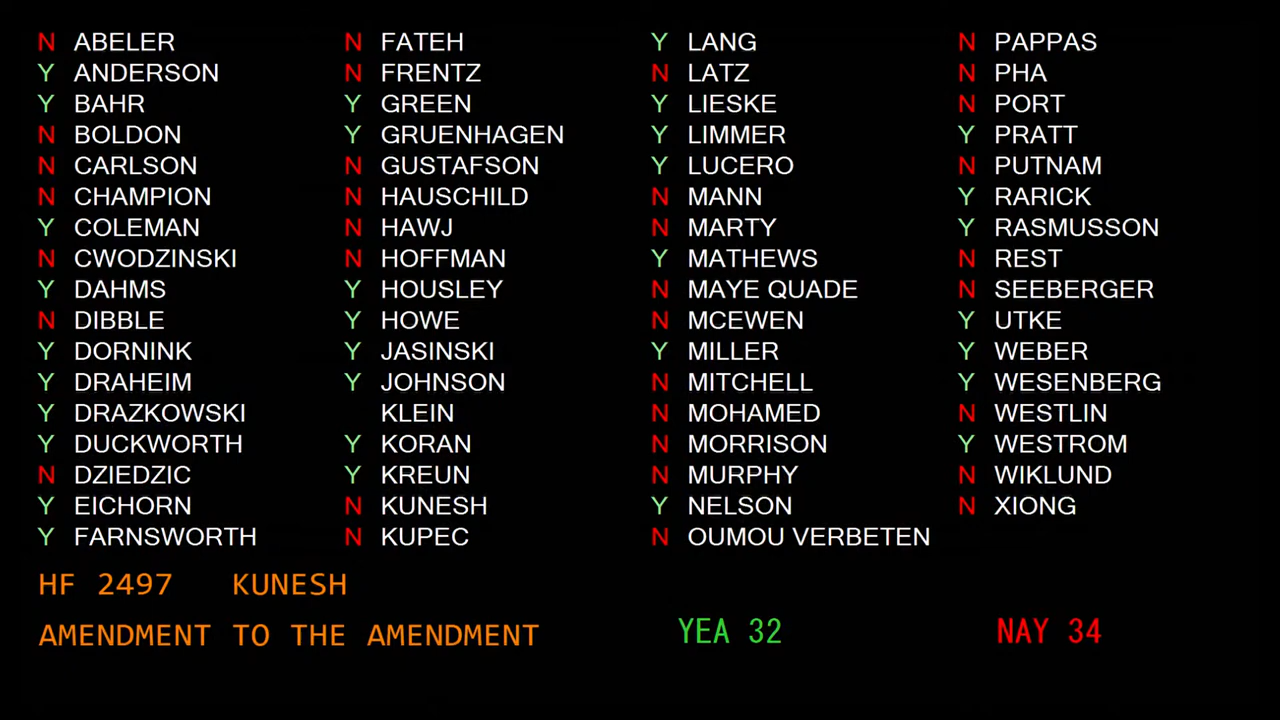 N ABELER N FATEH Y LANG N PAPPAS
Y ANDERSON N FRENTZ N LATZ N PHA
Y BAHR Y GREEN Y LIESKE N PORT
N BOLDON Y GRUENHAGEN Y LIMMER Y PRATT
N CARLSON N GUSTAFSON Y LUCERO N PUTNAM
N CHAMPION N HAUSCHILD N MANN Y RARICK
Y COLEMAN N HAWJ N MARTY Y RASMUSSON
N CWODZINSKI N HOFFMAN Y MATHEWS N REST
Y DAHMS Y HOUSLEY N MAYE QUADE N SEEBERGER
N DIBBLE Y HOWE N MCEWEN Y UTKE
Y DORNINK Y JASINSKI Y MILLER Y WEBER
Y DRAHEIM Y JOHNSON N MITCHELL Y WESENBERG
Y DRAZKOWSKI KLEIN N MOHAMED N WESTLIN
Y DUCKWORTH Y KORAN N MORRISON Y WESTROM
N DZIEDZIC Y KREUN N MURPHY N WIKLUND
Y EICHORN N KUNESH Y NELSON N XIONG
Y FARNSWORTH N KUPEC N OUMOU VERBETEN
HF 2497 KUNESH
AMENDMENT TO THE AMENDMENT YEA 32 NAY 34